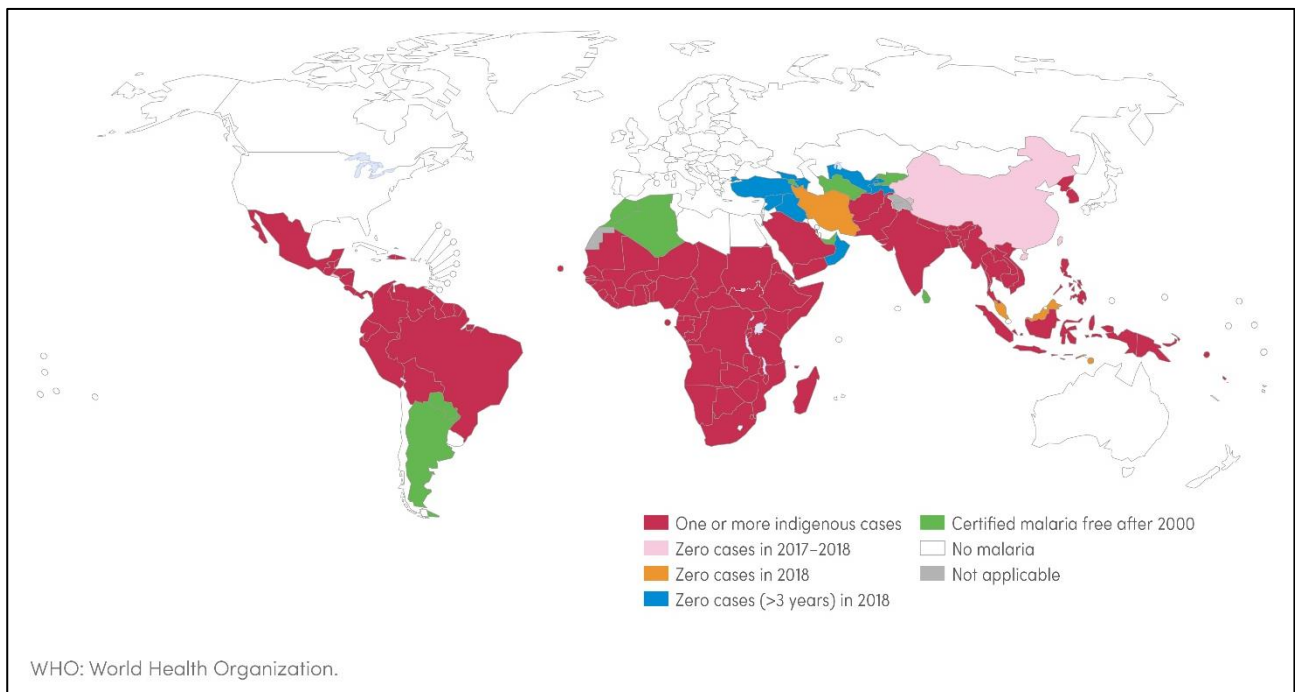 One or more indigenous cases
Zero cases in 2017–2018
Zero cases in 2018
Zero cases (>3 years) in 2018
Certified malaria free after 2000
No malaria
Not applicable
WHO: World Health Organization.